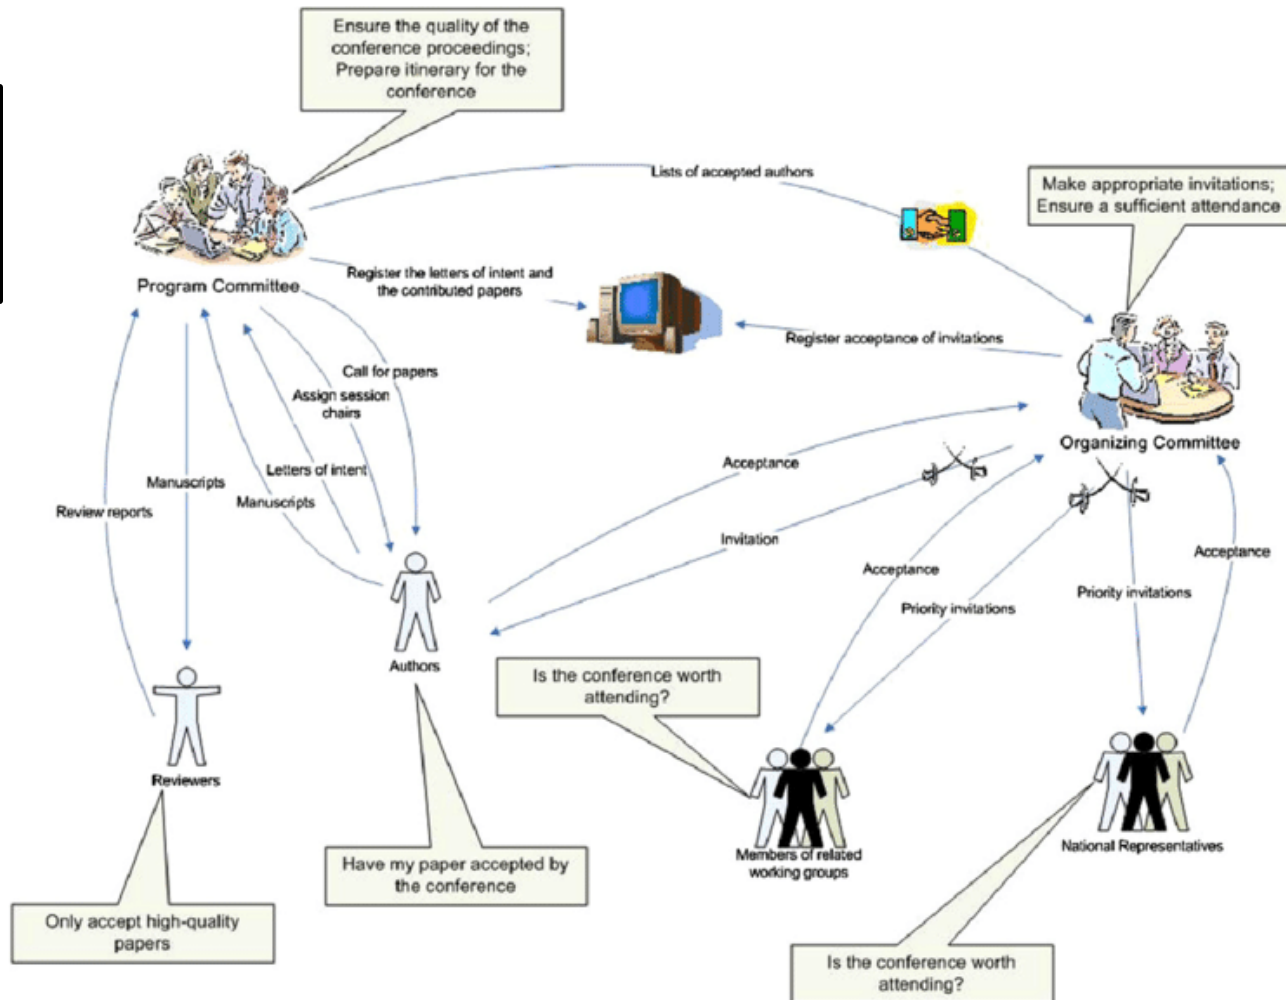 Ensure the quality of the
conference proceedings;
Prepare itinerary for the
conference
Lists of accepted authors
Make appropriate invitations;
Ensure a sufficient attendance
Program Committee
Register the letters of intent and
the contributed papers
Register acceptance of invitations
Call for papers
Assign session
chairs
Organizing Committee
Letters of intent
Acceptance
Manuscripts
Manuscripts
Review reports
Invitation
Acceptance
Acceptance
Priority invitations
Priority invitations
Authors
Is the conference worth
attending?
Reviewers
National Representatives
Members of related
working groups
Have my paper accepted by
the conference
Only accept high-quality
papers
Is the conference worth
attending?